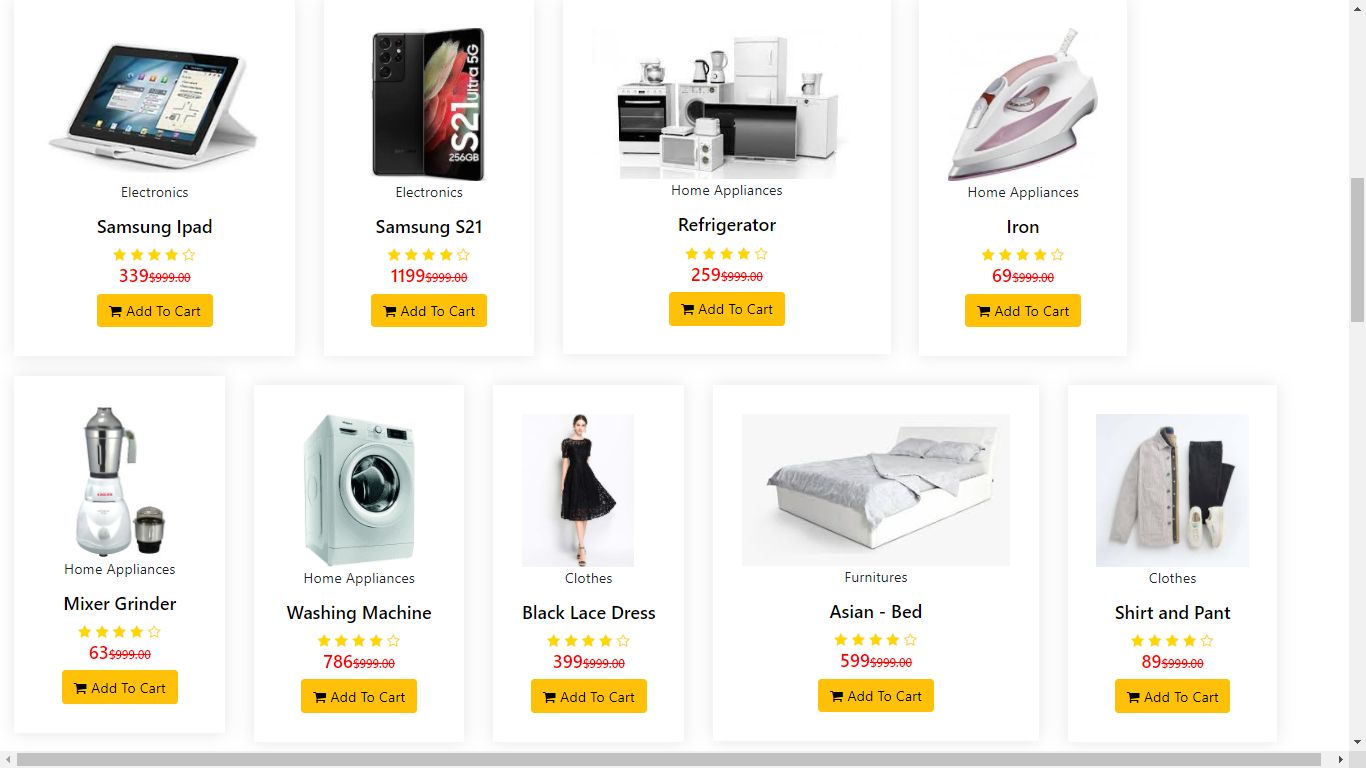 S21 Ultra 5G
256GB
Electronics
Samsung Ipad
339$999.00
Add To Cart
Electronics
Samsung S21
1199$999.00
Add To Cart
Home Appliances
Refrigerator
259$999.00
Add To Cart
Home Appliances
Iron
69$999.00
Add To Cart
Home Appliances
Mixer Grinder
63$999.00
Add To Cart
Home Appliances
Washing Machine
786$999.00
Add To Cart
Clothes
Black Lace Dress
399$999.00
Add To Cart
Furnitures
Asian - Bed
599$999.00
Add To Cart
Clothes
Shirt and Pant
89$999.00
Add To Cart